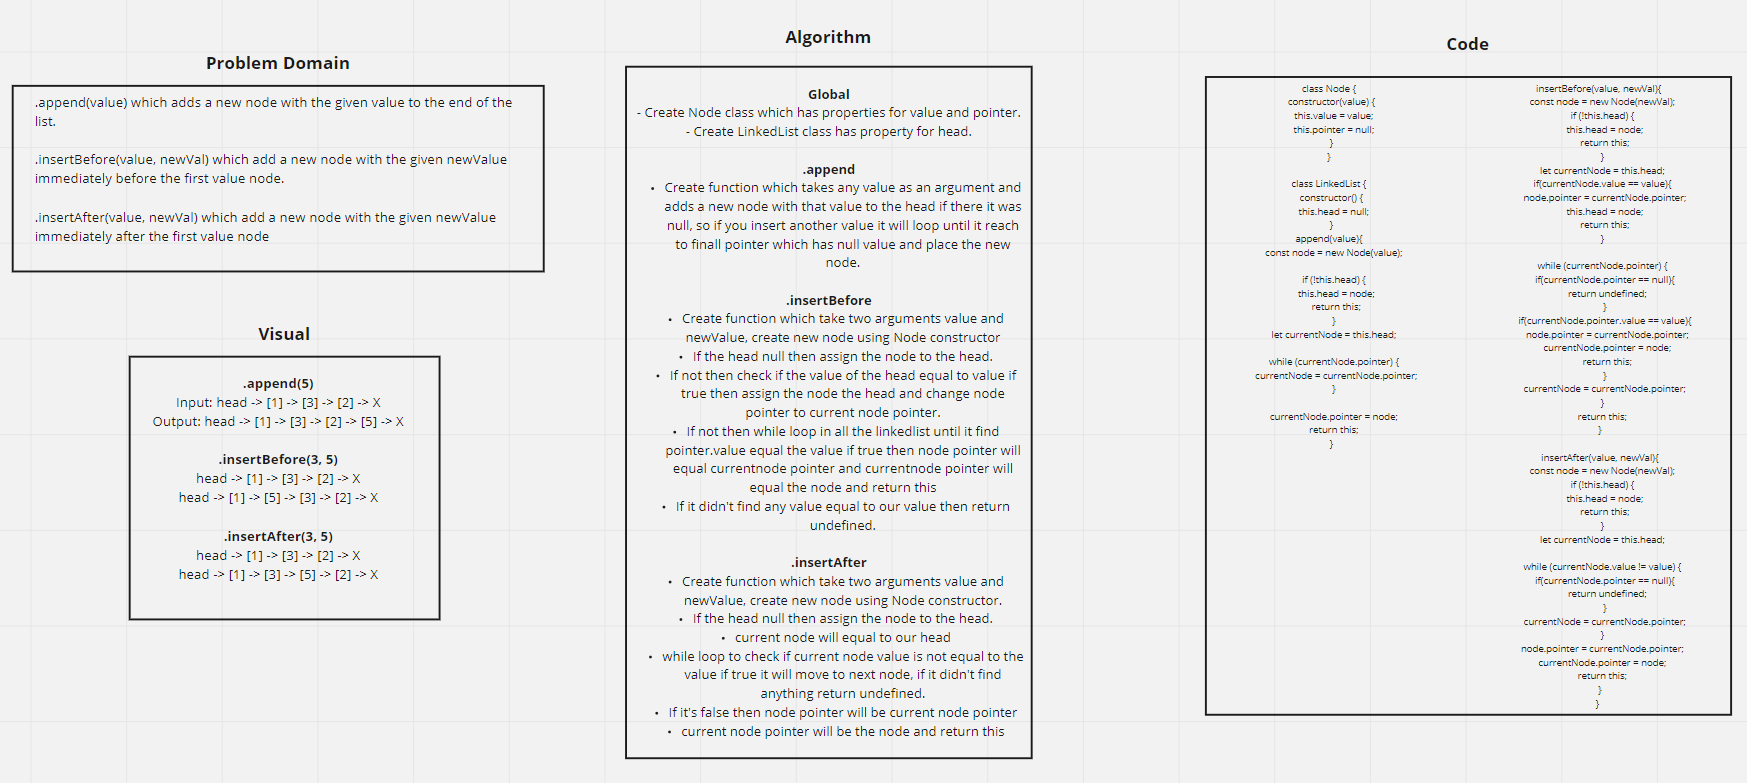 Problem Domain
.append(value) which adds a new node with the given value to the end of the
list.
.insertBefore(value, newVal) which add a new node with the given newValue
immediately before the first value node.
.insertAfter(value, newVal) which add a new node with the given newValue
immediately after the first value node
Visual
.append(5)
Input: head -> [1] -> [3] -> [2] -> X
Output: head -> [1] -> [3] -> [2] -> [5] -> X
.insertBefore(3, 5)
head -> [1] -> [3] -> [2] -> X
head -> [1] -> [5] -> [3] -> [2] -> X
.insertAfter(3, 5)
head -> [1] -> [3] -> [2] -> X
head -> [1] -> [3] -> [5] -> [2] -> X
Algorithm
Global
- Create Node class which has properties for value and pointer.
- Create LinkedList class has property for head.
.append
• Create function which takes any value as an argument and
adds a new node with that value to the head if there it was
null, so if you insert another value it will loop until it reach
to finall pointer which has null value and place the new
node.
.insertBefore
• Create function which take two arguments value and
newValue, create new node using Node constructor
• If the head null then assign the node to the head.
• If not then check if the value of the head equal to value if
true then assign the node the head and change node
pointer to current node pointer.
• If not then while loop in all the linkedlist until it find
pointer.value equal the value if true then node pointer will
equal currentnode pointer and currentnode pointer will
equal the node and return this
• If it didn't find any value equal to our value then return
undefined.
.insertAfter
• Create function which take two arguments value and
newValue, create new node using Node constructor.
• If the head null then assign the node to the head.
• current node will equal to our head
• while loop to check if current node value is not equal to the
value if true it will move to next node, if it didn't find
anything return undefined.
• If it's false then node pointer will be current node pointer
• current node pointer will be the node and return this
Code
class Node {
constructor(value) {
this.value = value;
this.pointer = null;
}
}
class LinkedList {
constructor() {
this.head = null;
}
append(value){
const node = new Node(value);
if (!this.head) {
this.head = node;
return this;
}
let currentNode = this.head;
while (currentNode.pointer) {
currentNode = currentNode.pointer;
}
currentNode.pointer = node;
return this;
}
insertBefore(value, newVal){
const node = new Node(newVal);
if (!this.head) {
this.head = node;
return this;
}
let currentNode = this.head;
if(currentNode.value == value){
node.pointer = currentNode.pointer;
this.head = node;
return this;
}
while (currentNode.pointer) {
if(currentNode.pointer == null){
return undefined;
}
if(currentNode.pointer.value == value){
node.pointer = currentNode.pointer;
currentNode.pointer = node;
return this;
}
currentNode = currentNode.pointer;
}
return this;
}
insertAfter(value, newVal){
const node = new Node(newVal);
if (!this.head) {
this.head = node;
return this;
}
let currentNode = this.head;
while (currentNode.value != value) {
if(currentNode.pointer == null){
return undefined;
}
currentNode = currentNode.pointer;
}
node.pointer = currentNode.pointer;
currentNode.pointer = node;
return this;
}
}